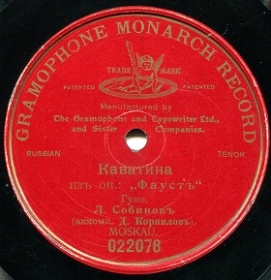 GRAMOPHONE MONARCH RECORD
TRADE MARK
PATENTED PATENTED
Manufactured by
The Gramophone and Typewriter Ltd.,
and Sister Companies.
RUSSIAN TENOR
Каватина
изъ оп.: „Фаустъ“
Гуно,
Л. Собиновъ
(аккомп. Д. Корниловъ).
MOSKAU.
022078